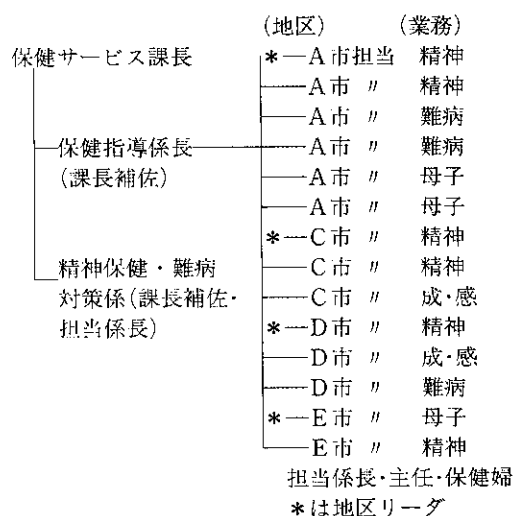 (地区) (業務)
保健サービス課長 *―A市担当 精神
A市 〃 精神
A市 〃 難病
保健指導係長 A市 〃 難病
(課長補佐) A市 〃 母子
A市 〃 母子
*―C市 〃 精神
精神保健・難病 C市 〃 精神
対策係(課長補佐・ C市 〃 成・感
担当係長) *―D市 〃 精神
D市 〃 成・感
D市 〃 難病
*―E市 〃 母子
E市 〃 精神
担当係長・主任・保健婦
*は地区リーダ